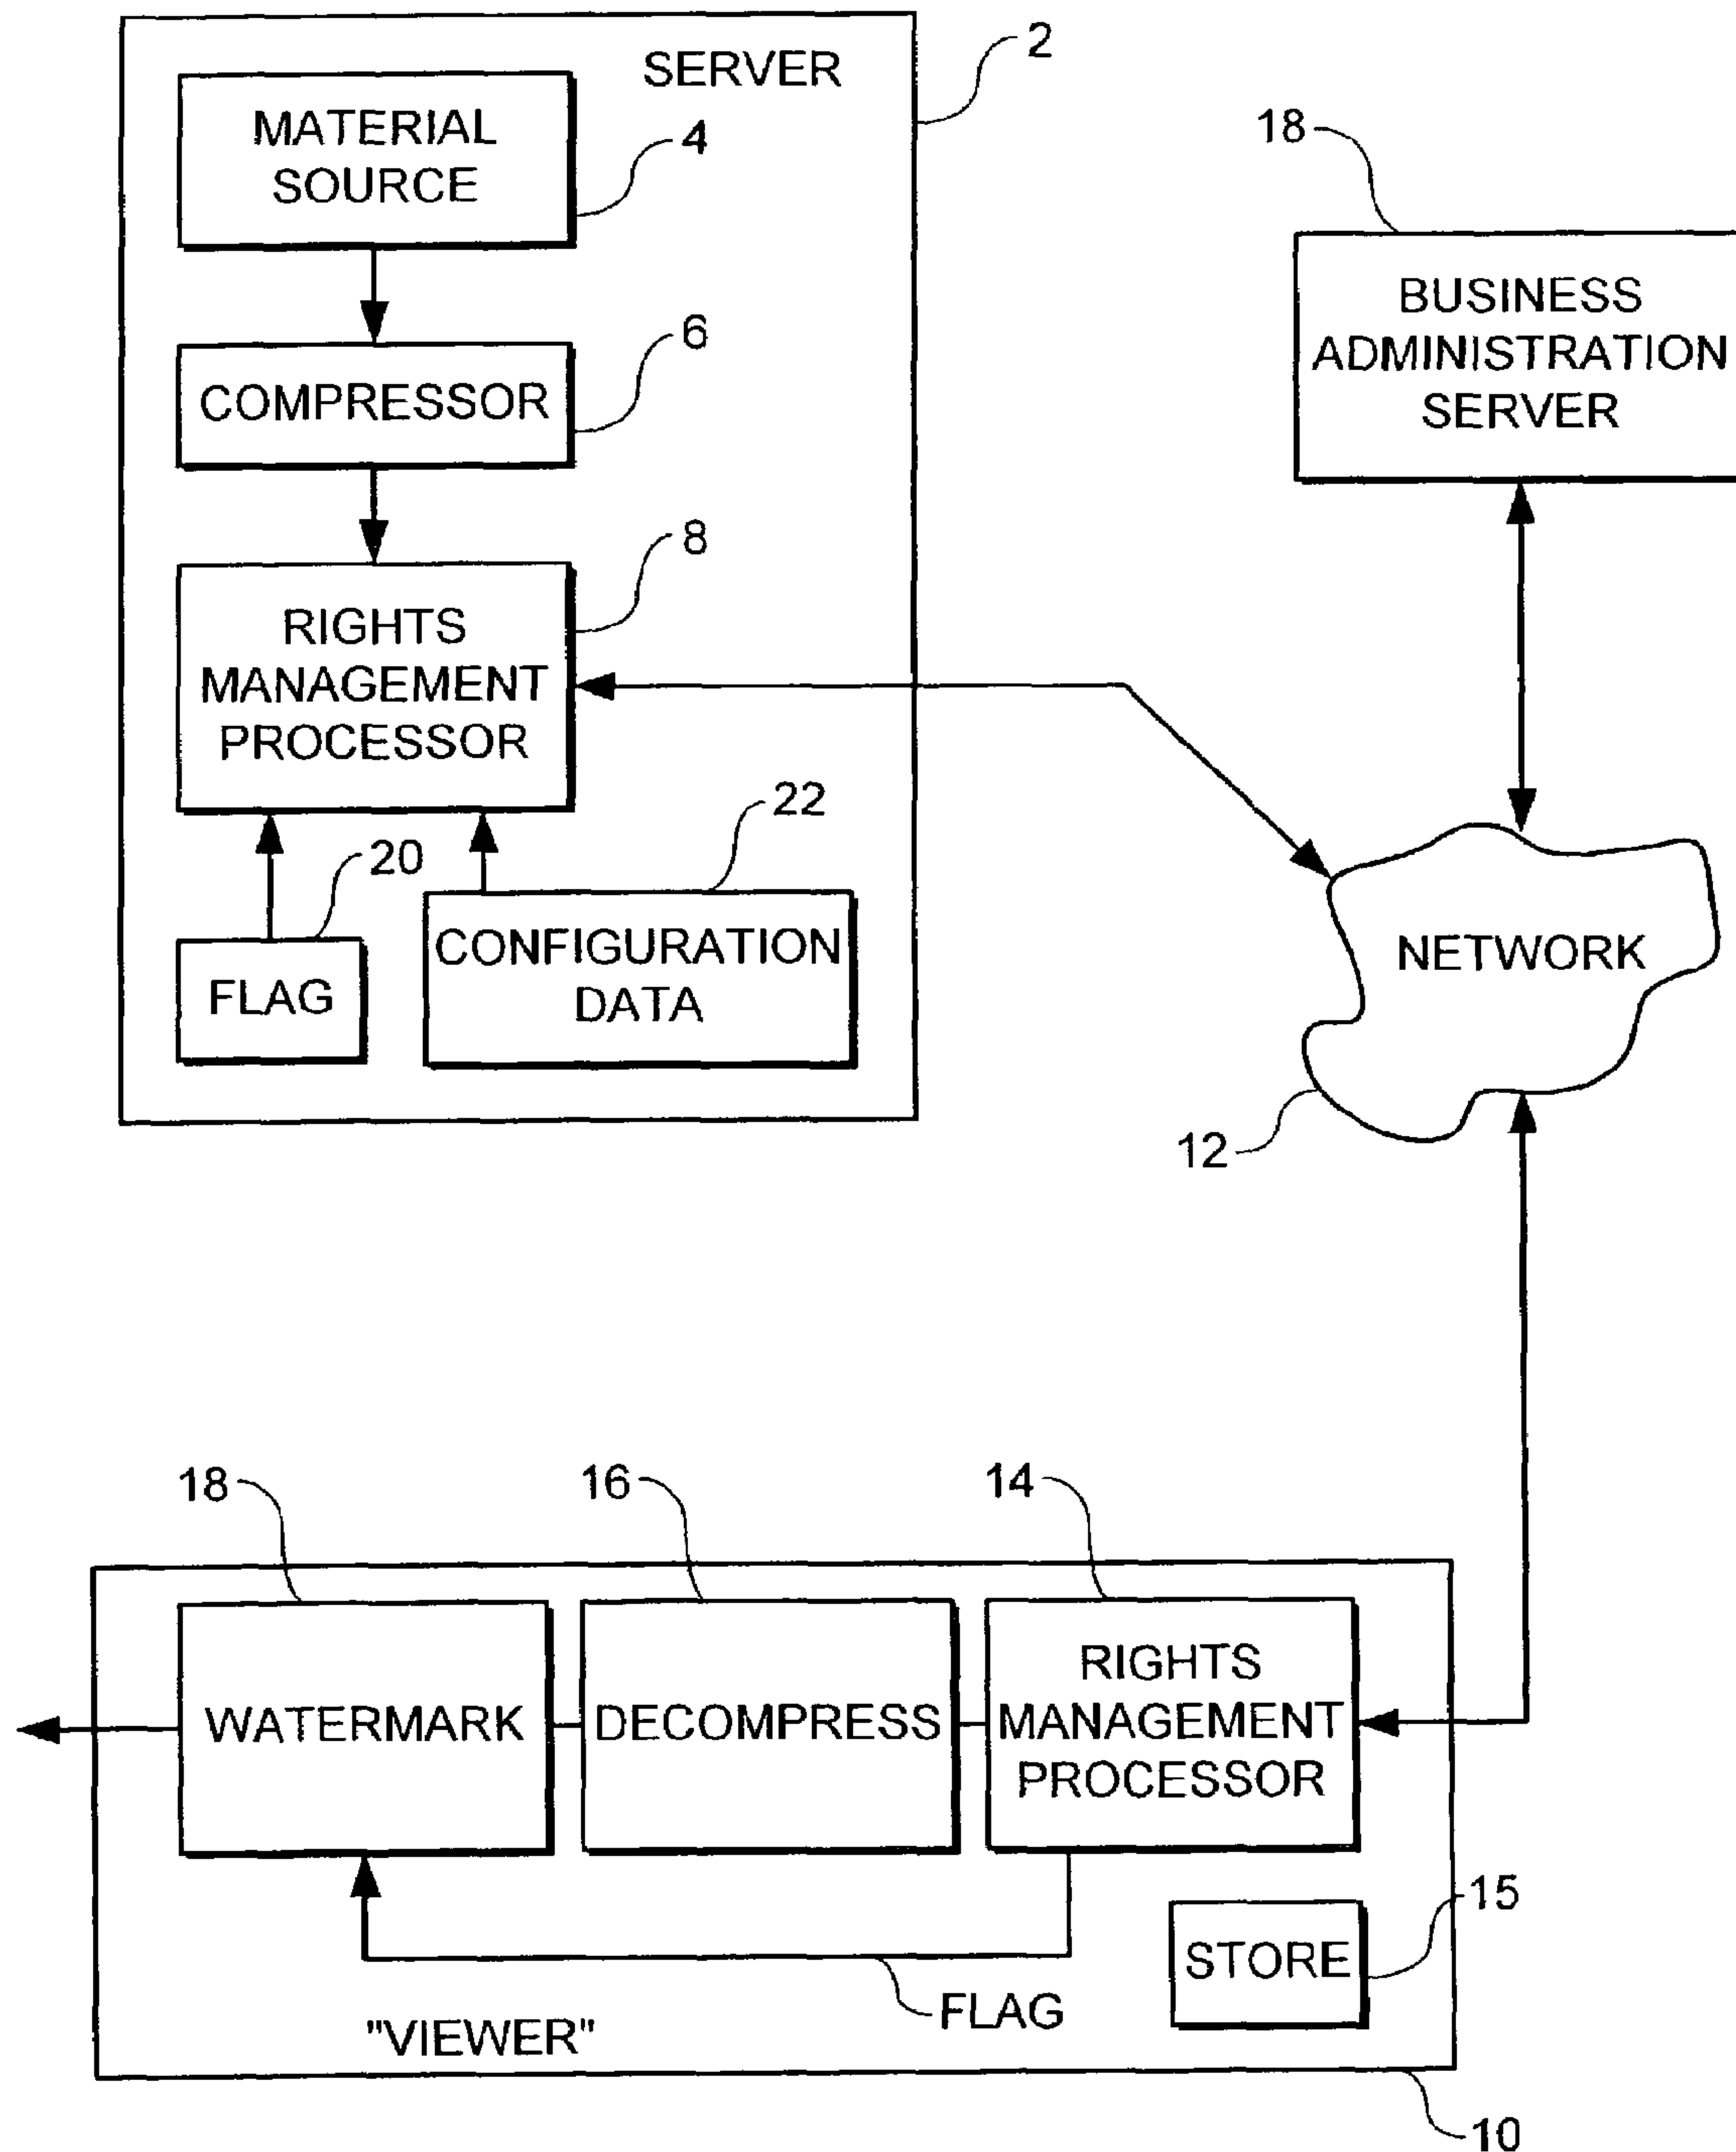 SERVER
2
MATERIAL
SOURCE
4
COMPRESSOR
6
RIGHTS
MANAGEMENT
PROCESSOR
8
20
FLAG
22
CONFIGURATION
DATA
18
BUSINESS
ADMINISTRATION
SERVER
NETWORK
12
18
WATERMARK
16
DECOMPRESS
14
RIGHTS
MANAGEMENT
PROCESSOR
15
STORE
FLAG
"VIEWER"
10